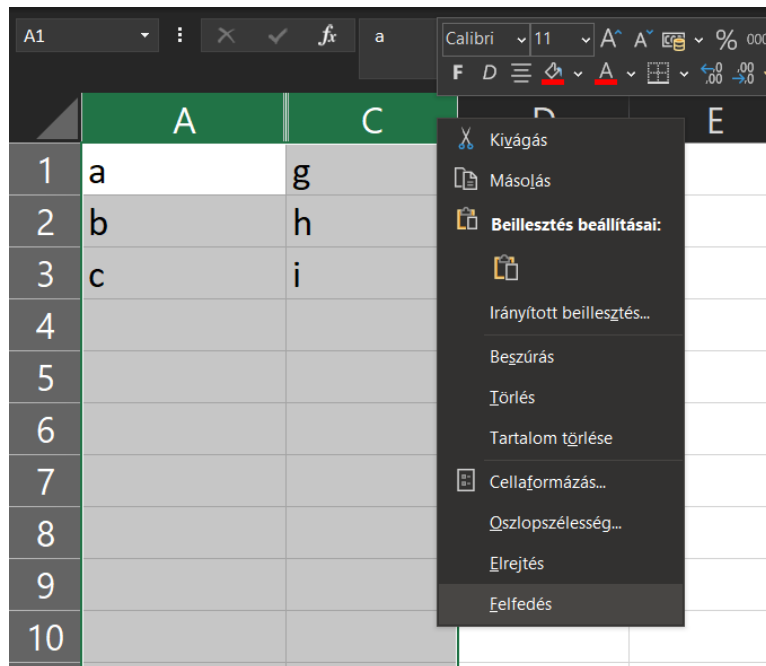 A1 fx a
Calibri 11 A A % 000
F D A ,00 ,00
A C D E
1 a g
2 b h
3 c i
4
5
6
7
8
9
10
Kivágás
Másolás
Beillesztés beállításai:
Irányított beillesztés...
Beszúrás
Törlés
Tartalom törlése
Cellaformázás...
Oszlopszélesség...
Elrejtés
Felfedés